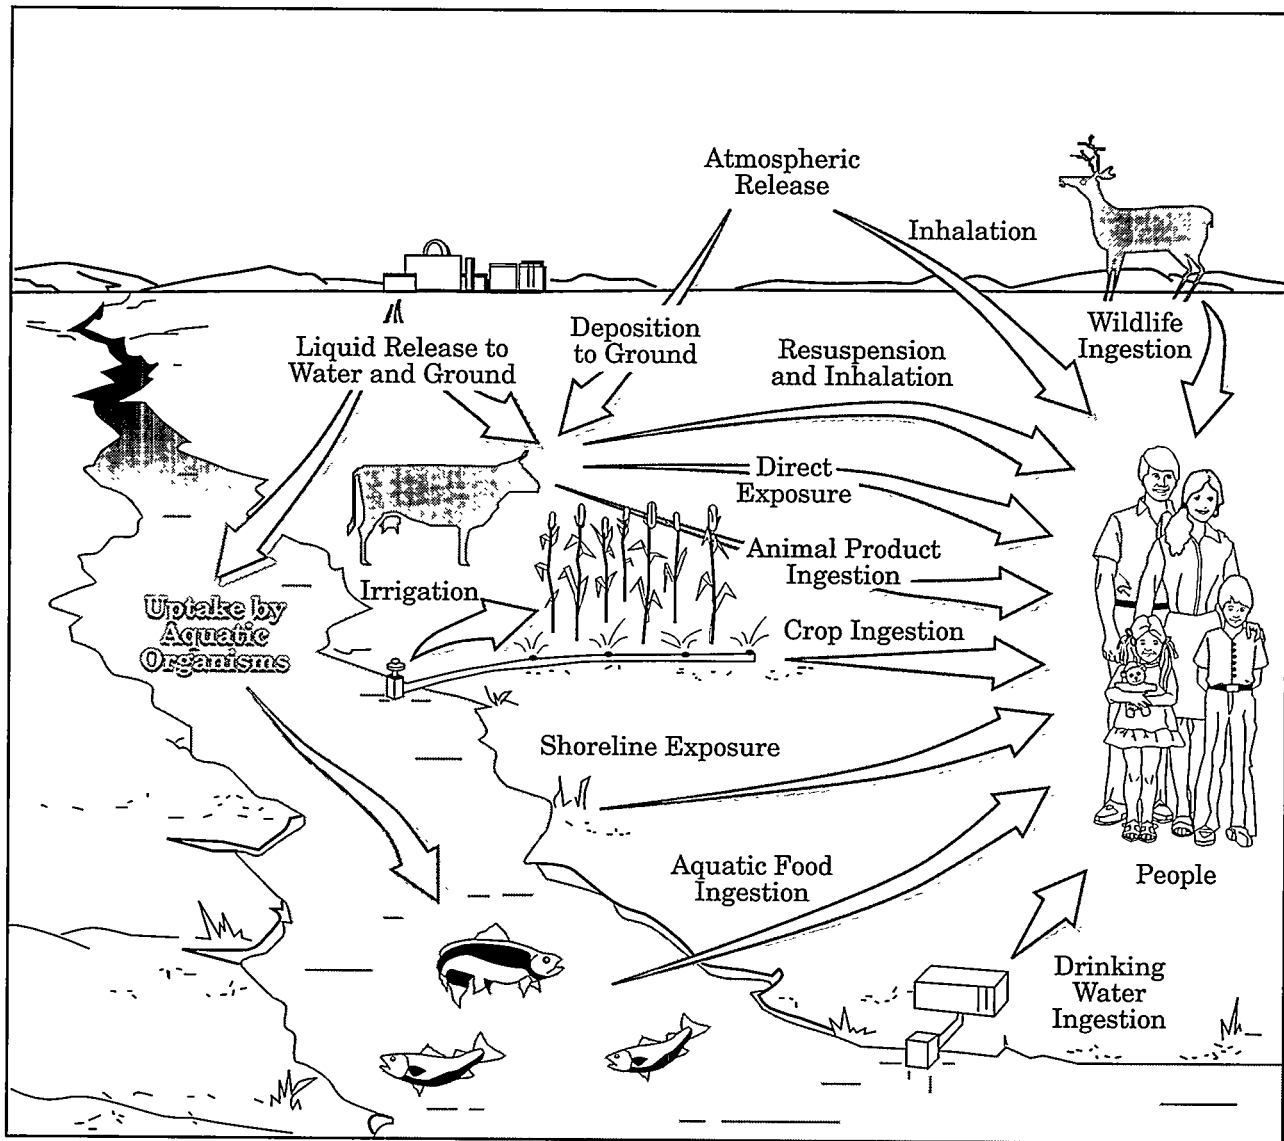 Atmospheric
Release
Inhalation
Wildlife
Ingestion
Deposition
to Ground
Liquid Release to
Water and Ground
Resuspension
and Inhalation
Direct
Exposure
Animal Product
Ingestion
Irrigation
Uptake by
Aquatic
Organisms
Crop Ingestion
Shoreline Exposure
Aquatic Food
Ingestion
People
Drinking
Water
Ingestion